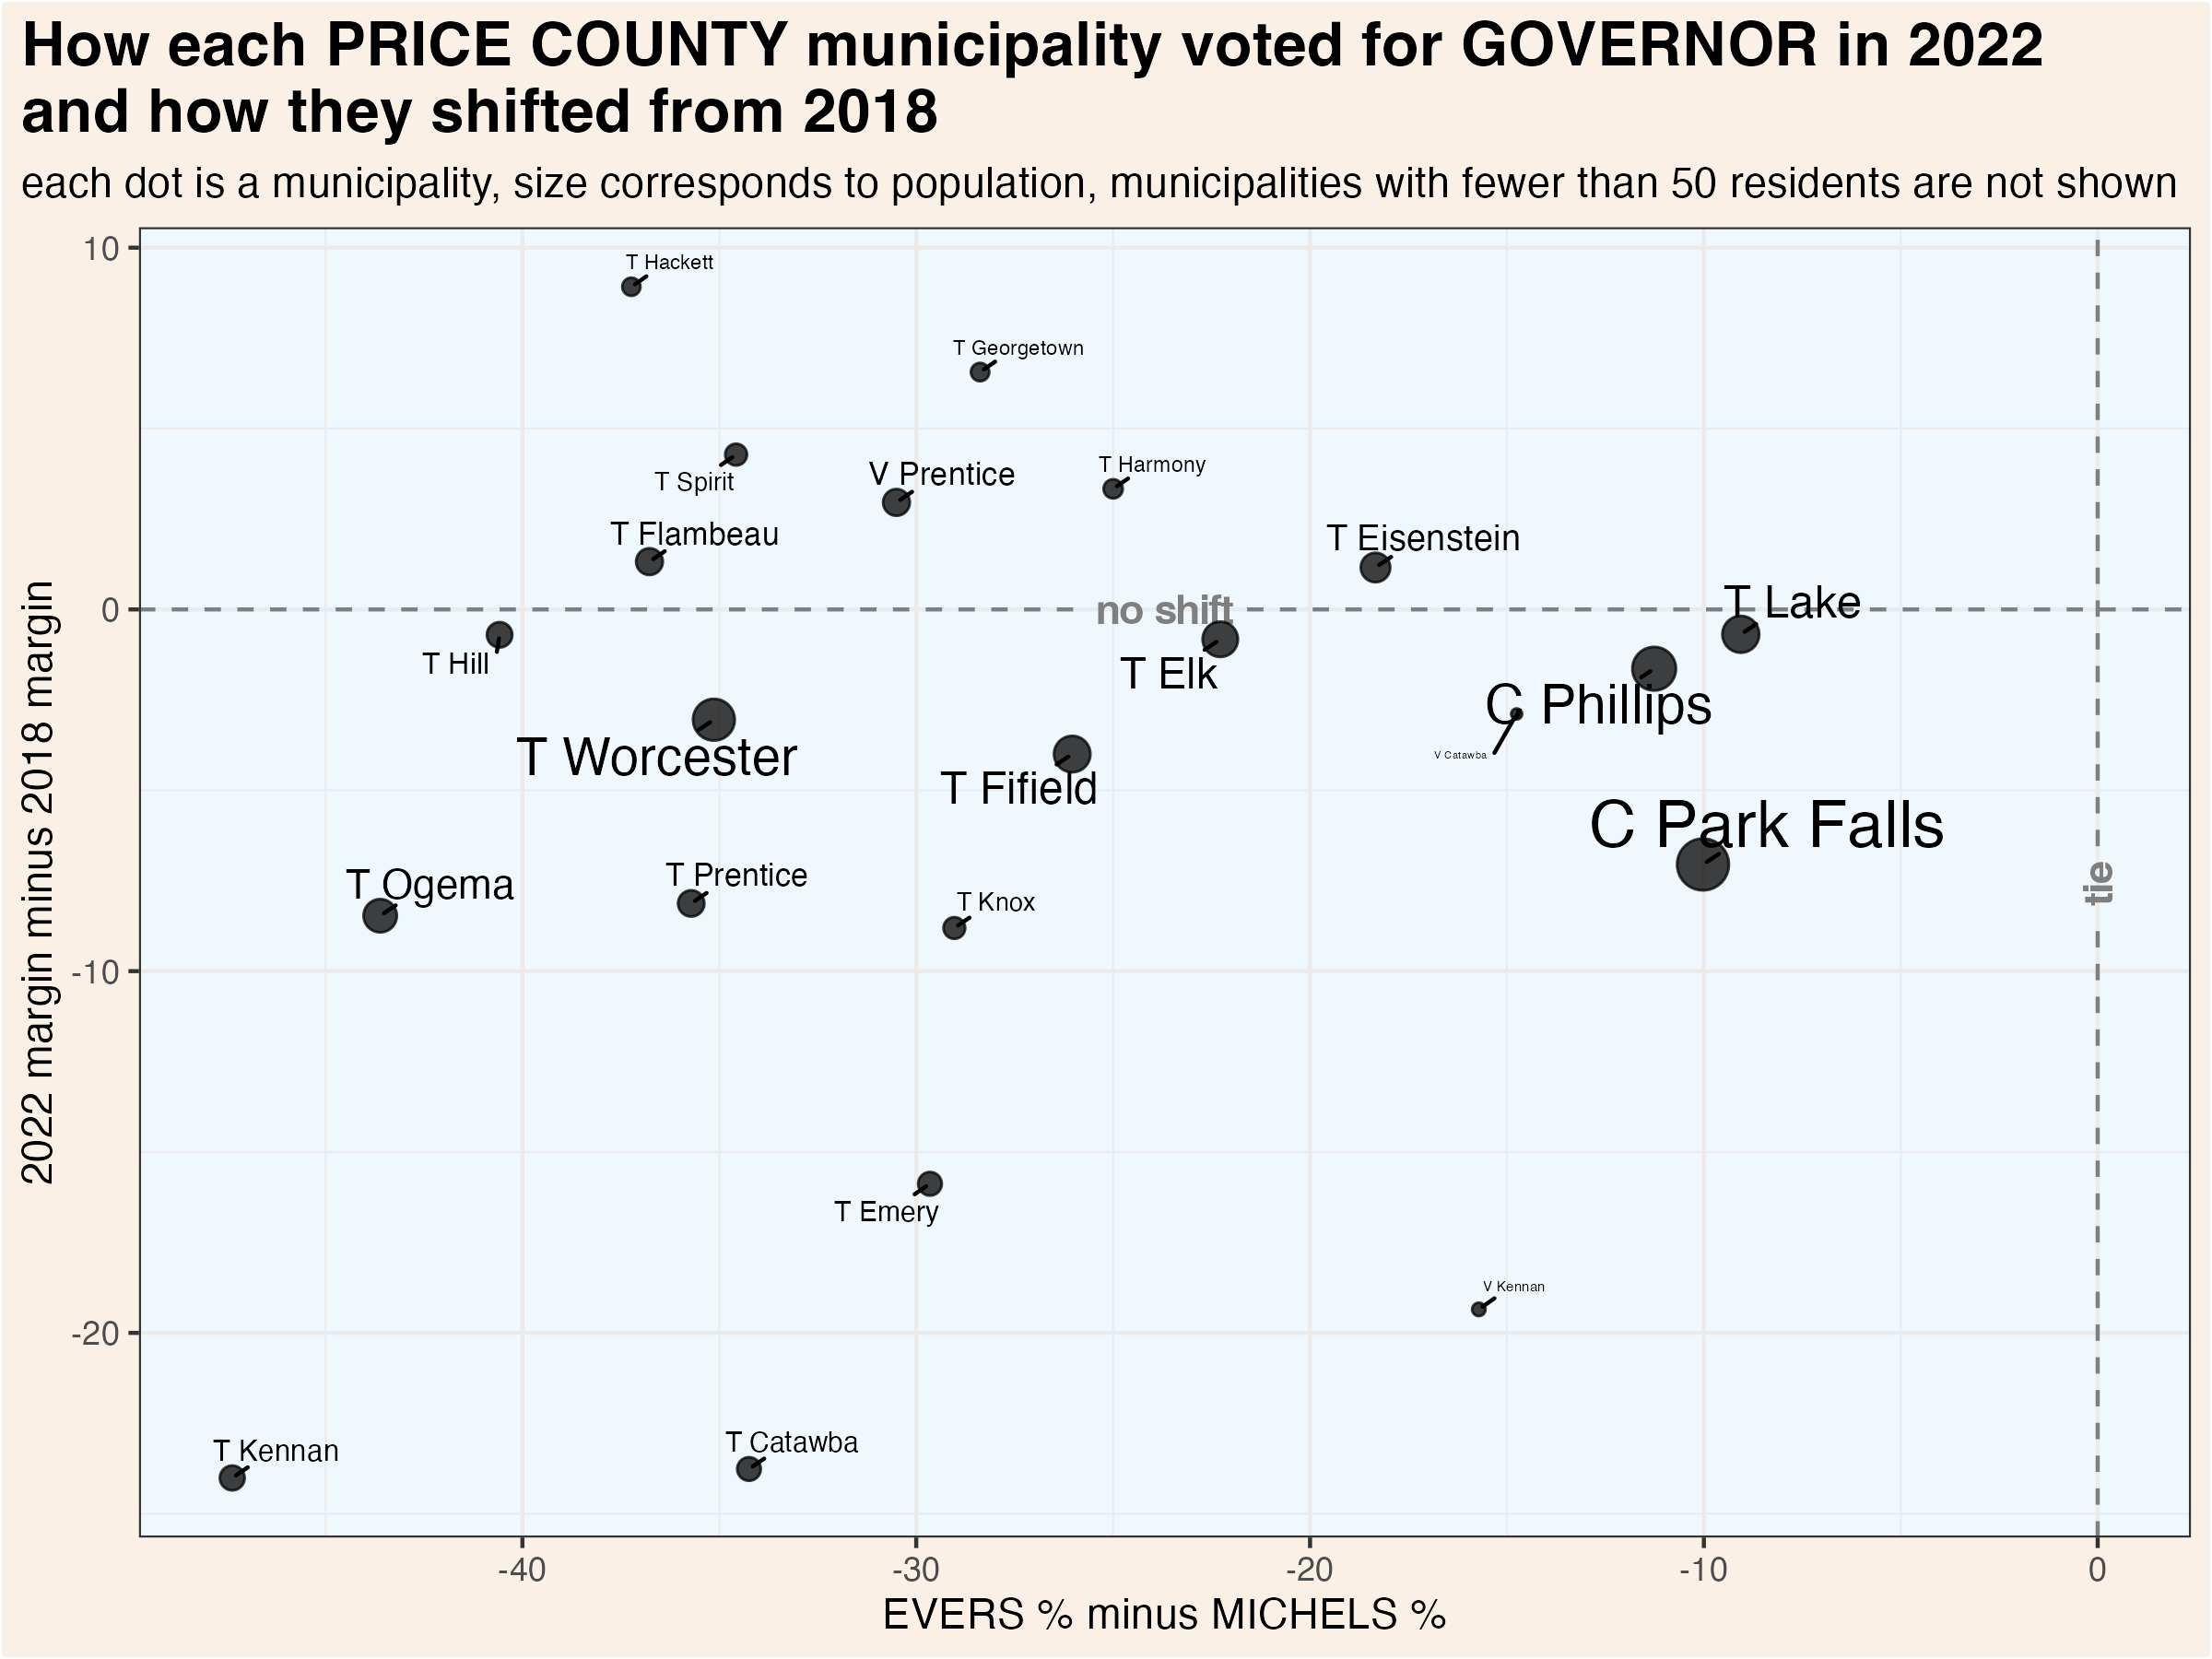 How each PRICE COUNTY municipality voted for GOVERNOR in 2022
and how they shifted from 2018
each dot is a municipality, size corresponds to population, municipalities with fewer than 50 residents are not shown
10
T Hackett
T Georgetown
T Spirit
V Prentice
T Harmony
T Flambeau
T Eisenstein
0
no shift
T Lake
T Hill
T Elk
C Phillips
T Worcester
V Catawba
T Fifield
C Park Falls
T Ogema
T Prentice
T Knox
tie
-10
T Emery
V Kennan
-20
T Kennan
T Catawba
2022 margin minus 2018 margin
-40
-30
-20
-10
0
EVERS % minus MICHELS %